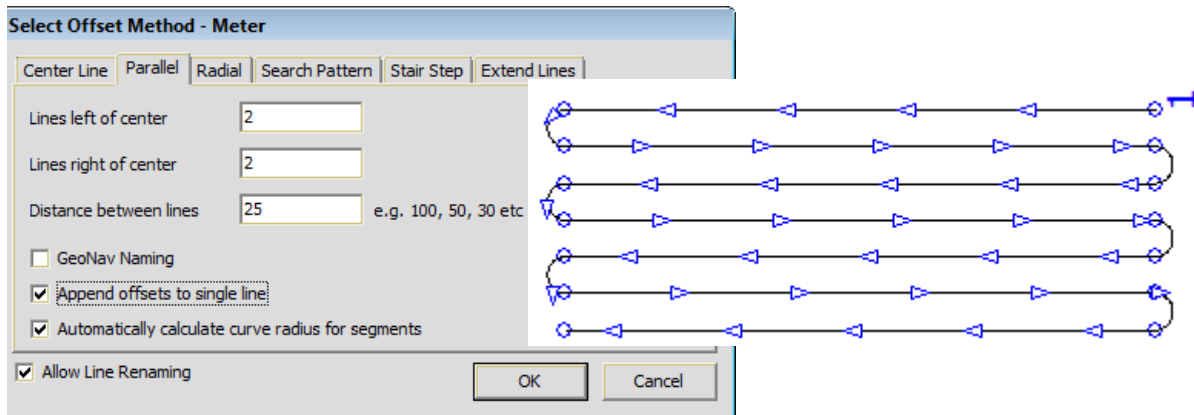 Select Offset Method - Meter
Center Line Parallel Radial Search Pattern Stair Step Extend Lines
Lines left of center 2
Lines right of center 2
Distance between lines 25 e.g. 100, 50, 30 etc
GeoNav Naming
Append offsets to single line
Automatically calculate curve radius for segments
Allow Line Renaming
OK Cancel
1